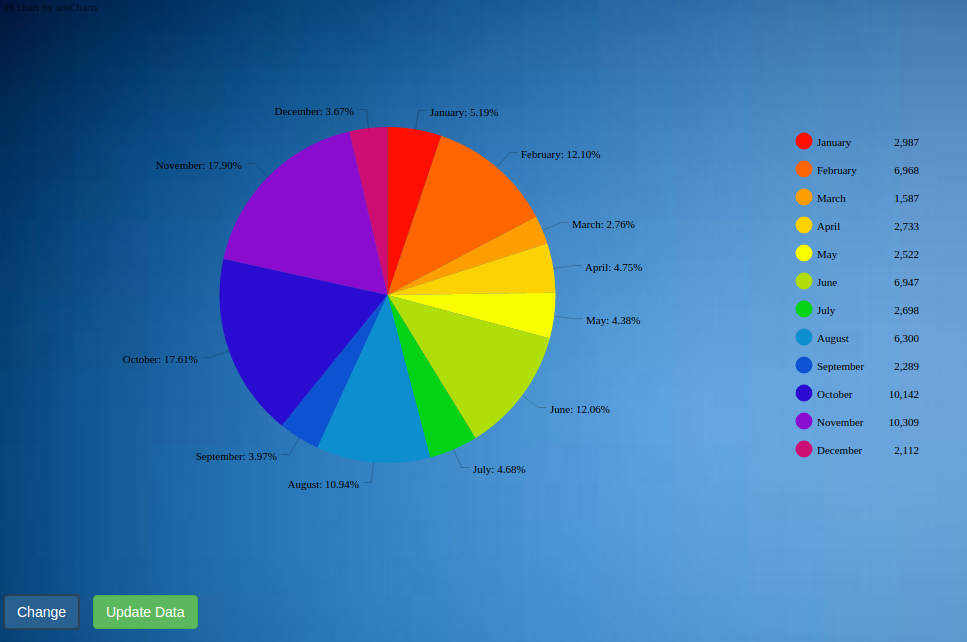 JS chart by amCharts
December: 3.67%
January: 5.19%
February: 12.10%
November: 17.90%
March: 2.76%
April: 4.75%
May: 4.38%
October: 17.61%
June: 12.06%
September: 3.97%
July: 4.68%
August: 10.94%
January 2,987
February 6,968
March 1,587
April 2,733
May 2,522
June 6,947
July 2,698
August 6,300
September 2,289
October 10,142
November 10,309
December 2,112
Change Update Data